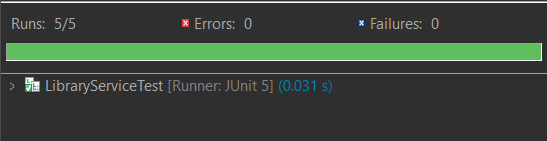 Runs: 5/5 Errors: 0 Failures: 0
LibraryServiceTest [Runner: JUnit 5] (0.031 s)